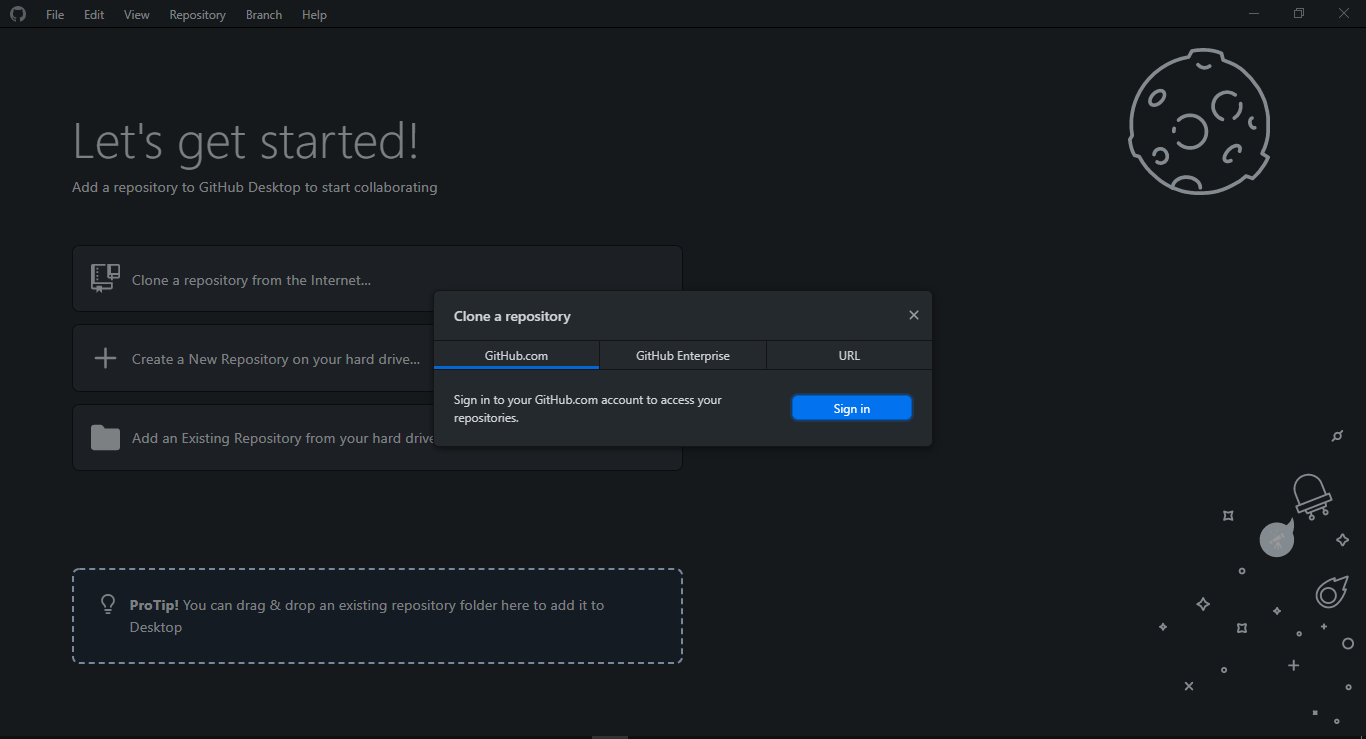 File Edit View Repository Branch Help
Let's get started!
Add a repository to GitHub Desktop to start collaborating
Clone a repository from the Internet...
Create a New Repository on your hard drive...
Add an Existing Repository from your hard drive
Clone a repository
GitHub.com GitHub Enterprise URL
Sign in to your GitHub.com account to access your
repositories.
Sign in
ProTip! You can drag & drop an existing repository folder here to add it to
Desktop